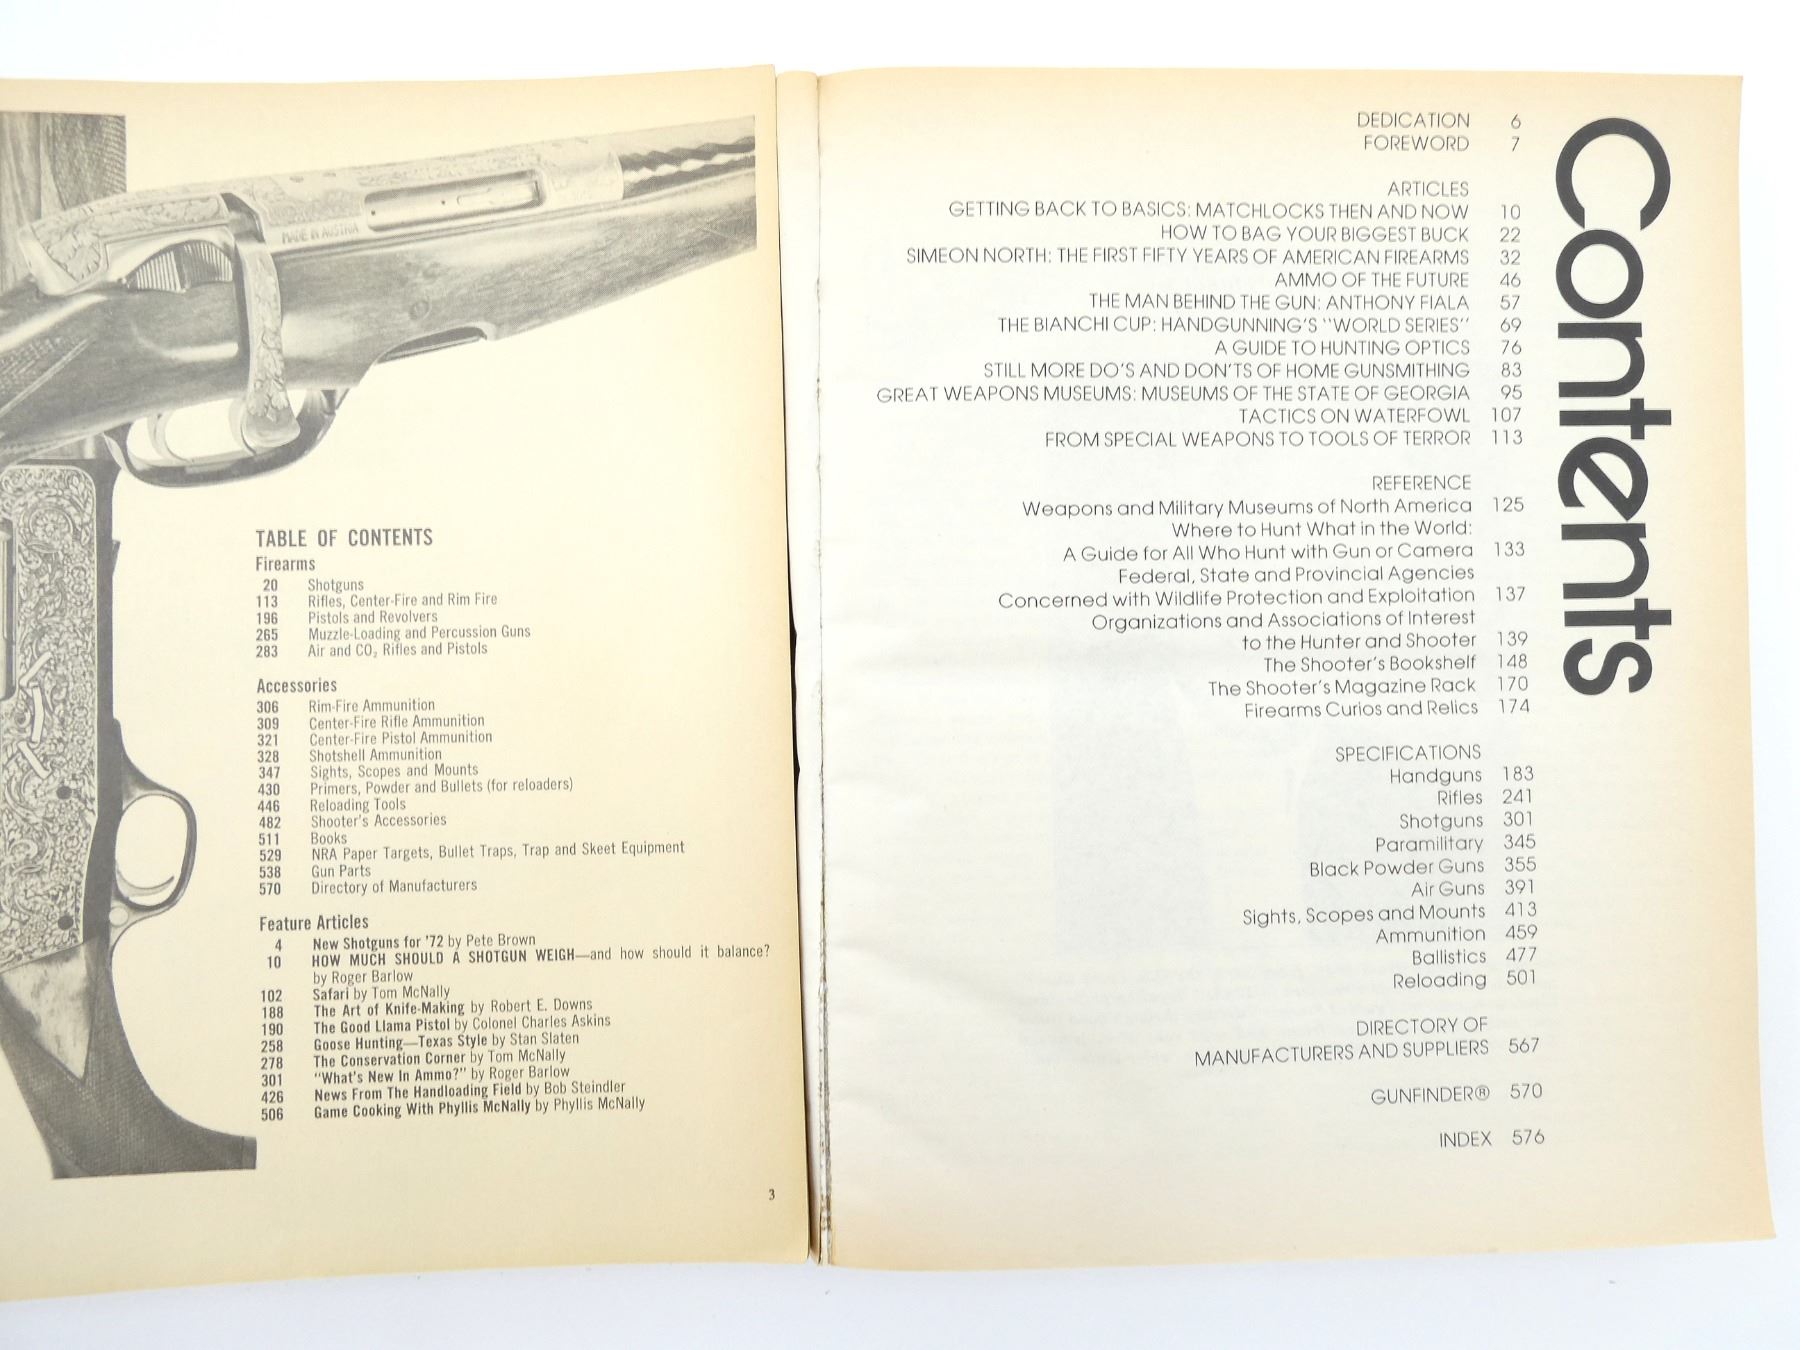 MADE IN AUSTRIA
TABLE OF CONTENTS
Firearms
20 Shotguns
113 Rifles, Center-Fire and Rim Fire
196 Pistols and Revolvers
265 Muzzle-Loading and Percussion Guns
283 Air and CO₂ Rifles and Pistols
Accessories
306 Rim-Fire Ammunition
309 Center-Fire Rifle Ammunition
321 Center-Fire Pistol Ammunition
328 Shotshell Ammunition
347 Sights, Scopes and Mounts
430 Primers, Powder and Bullets (for reloaders)
446 Reloading Tools
482 Shooter's Accessories
511 Books
529 NRA Paper Targets, Bullet Traps, Trap and Skeet Equipment
538 Gun Parts
570 Directory of Manufacturers
Feature Articles
4 New Shotguns for '72 by Pete Brown
10 HOW MUCH SHOULD A SHOTGUN WEIGH—and how should it balance?
by Roger Barlow
102 Safari by Tom McNally
188 The Art of Knife-Making by Robert E. Downs
190 The Good Llama Pistol by Colonel Charles Askins
258 Goose Hunting—Texas Style by Stan Slaten
278 The Conservation Corner by Tom McNally
301 "What's New In Ammo?" by Roger Barlow
426 News From The Handloading Field by Bob Steindler
506 Game Cooking With Phyllis McNally by Phyllis McNally
3
Contents
DEDICATION 6
FOREWORD 7
ARTICLES
GETTING BACK TO BASICS: MATCHLOCKS THEN AND NOW 10
HOW TO BAG YOUR BIGGEST BUCK 22
SIMEON NORTH: THE FIRST FIFTY YEARS OF AMERICAN FIREARMS 32
AMMO OF THE FUTURE 46
THE MAN BEHIND THE GUN: ANTHONY FIALA 57
THE BIANCHI CUP: HANDGUNNING'S "WORLD SERIES" 69
A GUIDE TO HUNTING OPTICS 76
STILL MORE DO'S AND DON'TS OF HOME GUNSMITHING 83
GREAT WEAPONS MUSEUMS: MUSEUMS OF THE STATE OF GEORGIA 95
TACTICS ON WATERFOWL 107
FROM SPECIAL WEAPONS TO TOOLS OF TERROR 113
REFERENCE
Weapons and Military Museums of North America 125
Where to Hunt What in the World:
A Guide for All Who Hunt with Gun or Camera 133
Federal, State and Provincial Agencies
Concerned with Wildlife Protection and Exploitation 137
Organizations and Associations of Interest
to the Hunter and Shooter 139
The Shooter's Bookshelf 148
The Shooter's Magazine Rack 170
Firearms Curios and Relics 174
SPECIFICATIONS
Handguns 183
Rifles 241
Shotguns 301
Paramilitary 345
Black Powder Guns 355
Air Guns 391
Sights, Scopes and Mounts 413
Ammunition 459
Ballistics 477
Reloading 501
DIRECTORY OF
MANUFACTURERS AND SUPPLIERS 567
GUNFINDER® 570
INDEX 576